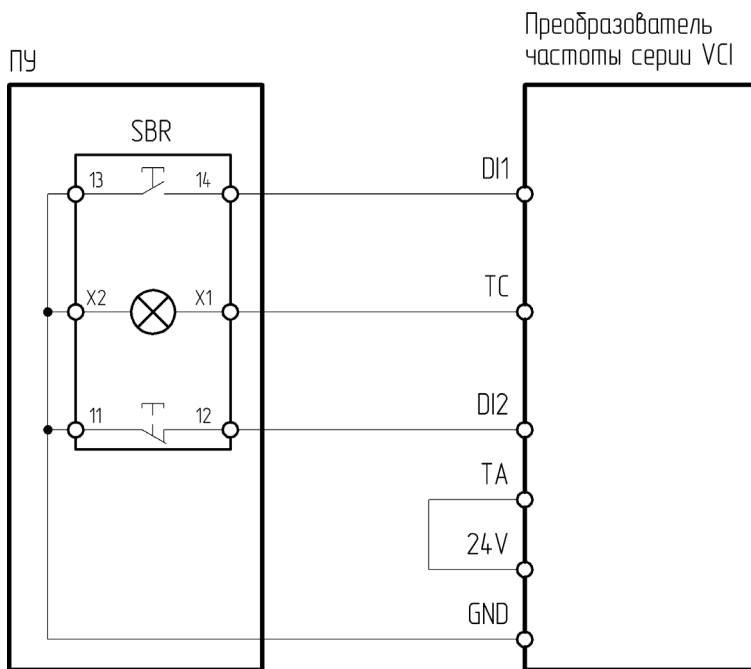 Преобразователь
частоты серии VCI
ПУ
SBR
13 14
DI1
X2 X1
TC
11 12
DI2
TA
24V
GND